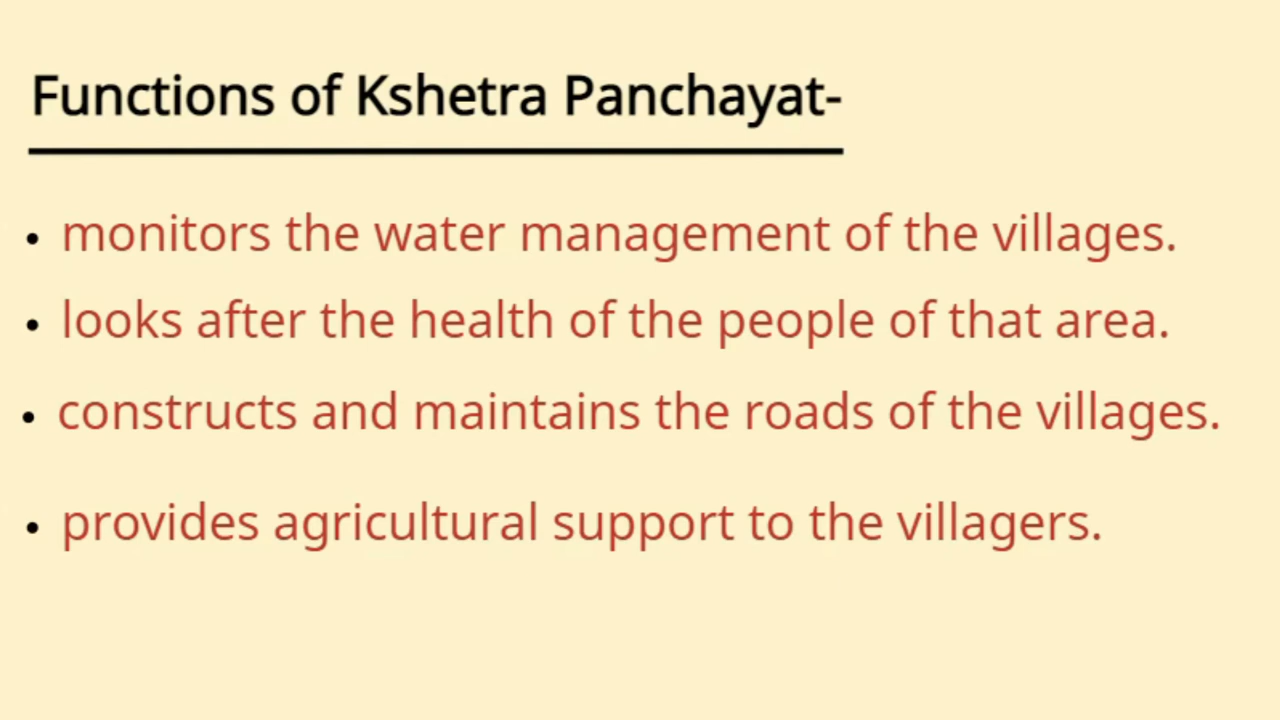 Functions of Kshetra Panchayat-
• monitors the water management of the villages.
• looks after the health of the people of that area.
• constructs and maintains the roads of the villages.
• provides agricultural support to the villagers.